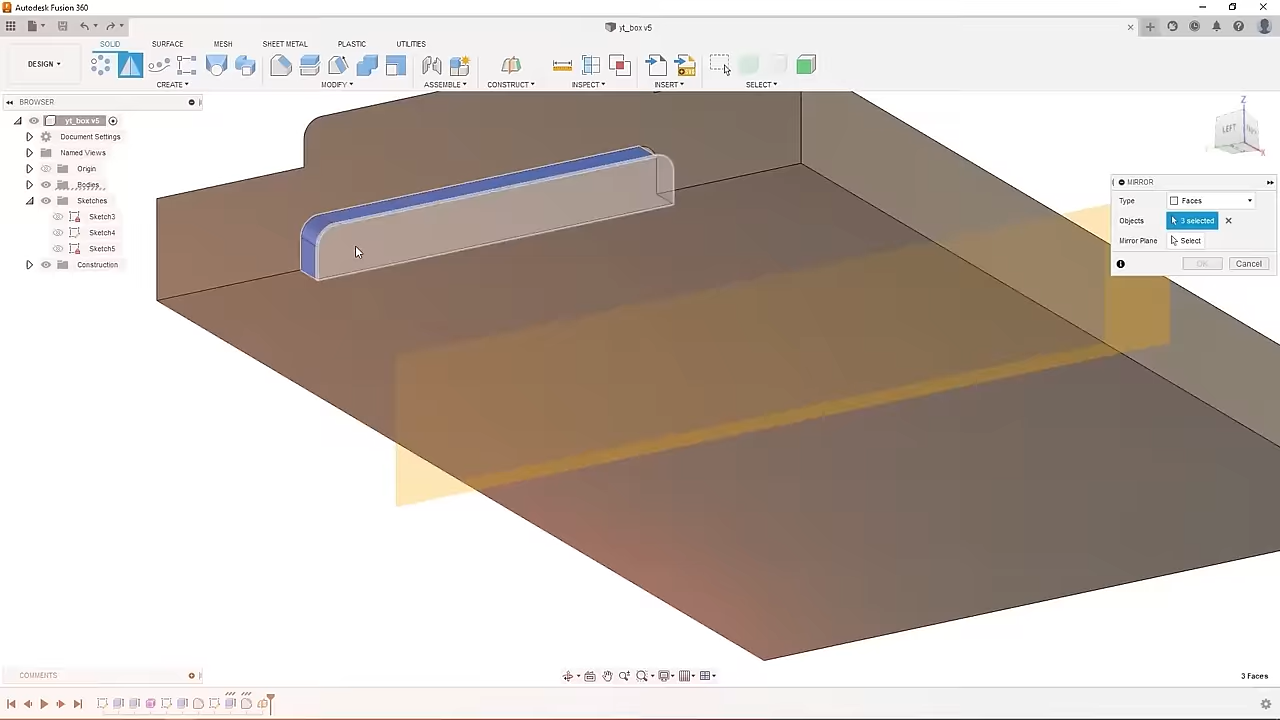 Autodesk Fusion 360
yt_box v5
DESIGN
SOLID SURFACE MESH SHEET METAL PLASTIC UTILITIES
CREATE MODIFY ASSEMBLE CONSTRUCT INSPECT INSERT SELECT
BROWSER
yt_box v5
Document Settings
Named Views
Origin
Bodies
Sketches
Sketch3
Sketch4
Sketch5
Construction
Z
LEFT
X
MIRROR
Type Faces
Objects 3 selected
Mirror Plane Select
OK Cancel
COMMENTS
3 Faces